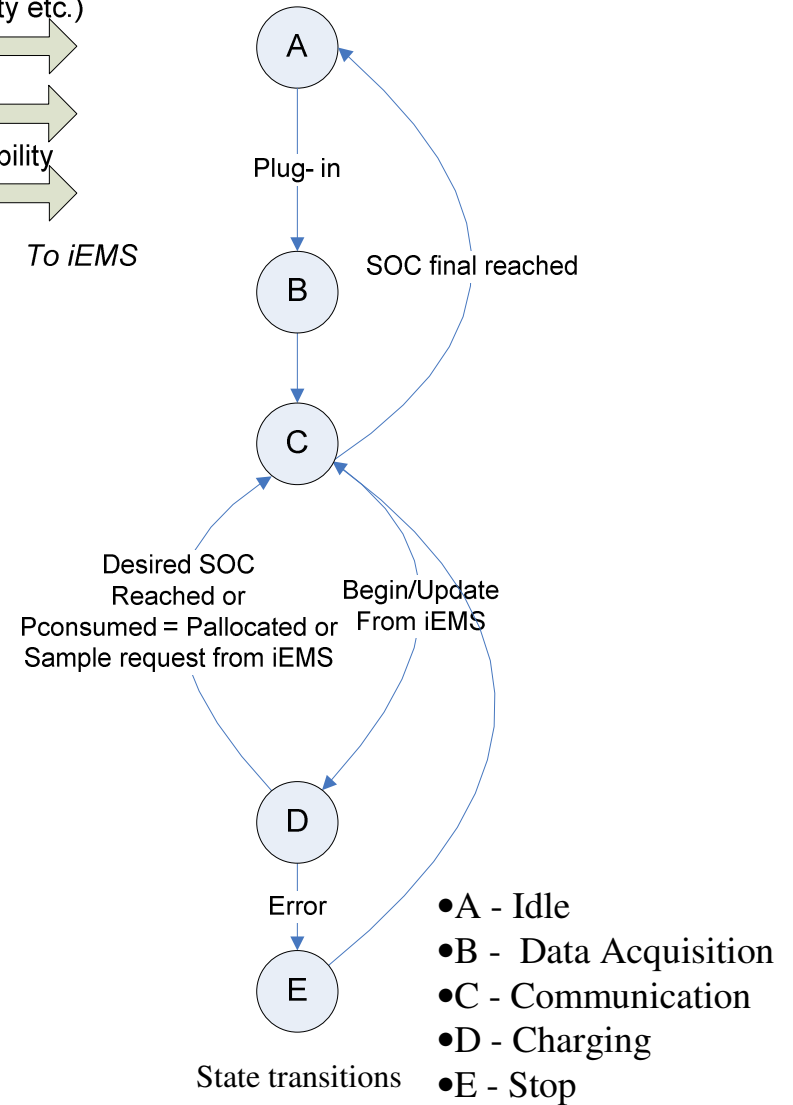 ty etc.)
A
Plug- in
bility
To iEMS
SOC final reached
B
C
Desired SOC
Reached or
Pconsumed = Pallocated or
Sample request from iEMS
Begin/Update
From iEMS
D
Error
E
•A - Idle
•B -  Data Acquisition
•C - Communication
•D - Charging
•E - Stop
State transitions